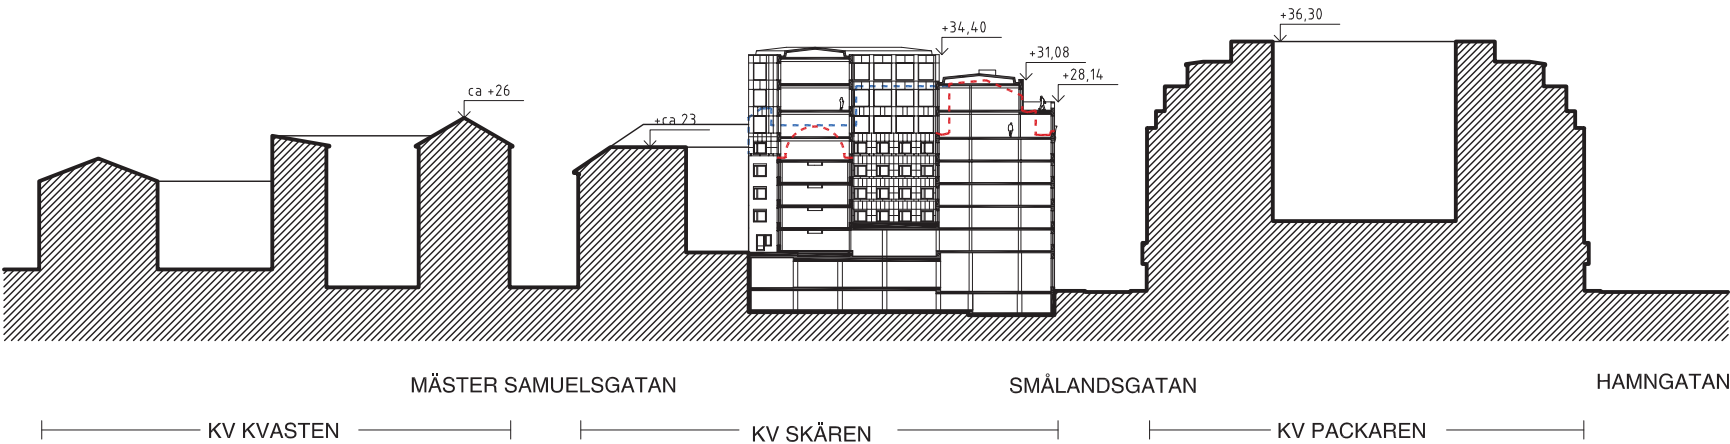 +36,30
+34,40
+31,08
+28,14
ca +26
+ca 23
MÄSTER SAMUELSGATAN
SMÅLANDSGATAN
HAMNGATAN
KV KVASTEN
KV SKÄREN
KV PACKAREN